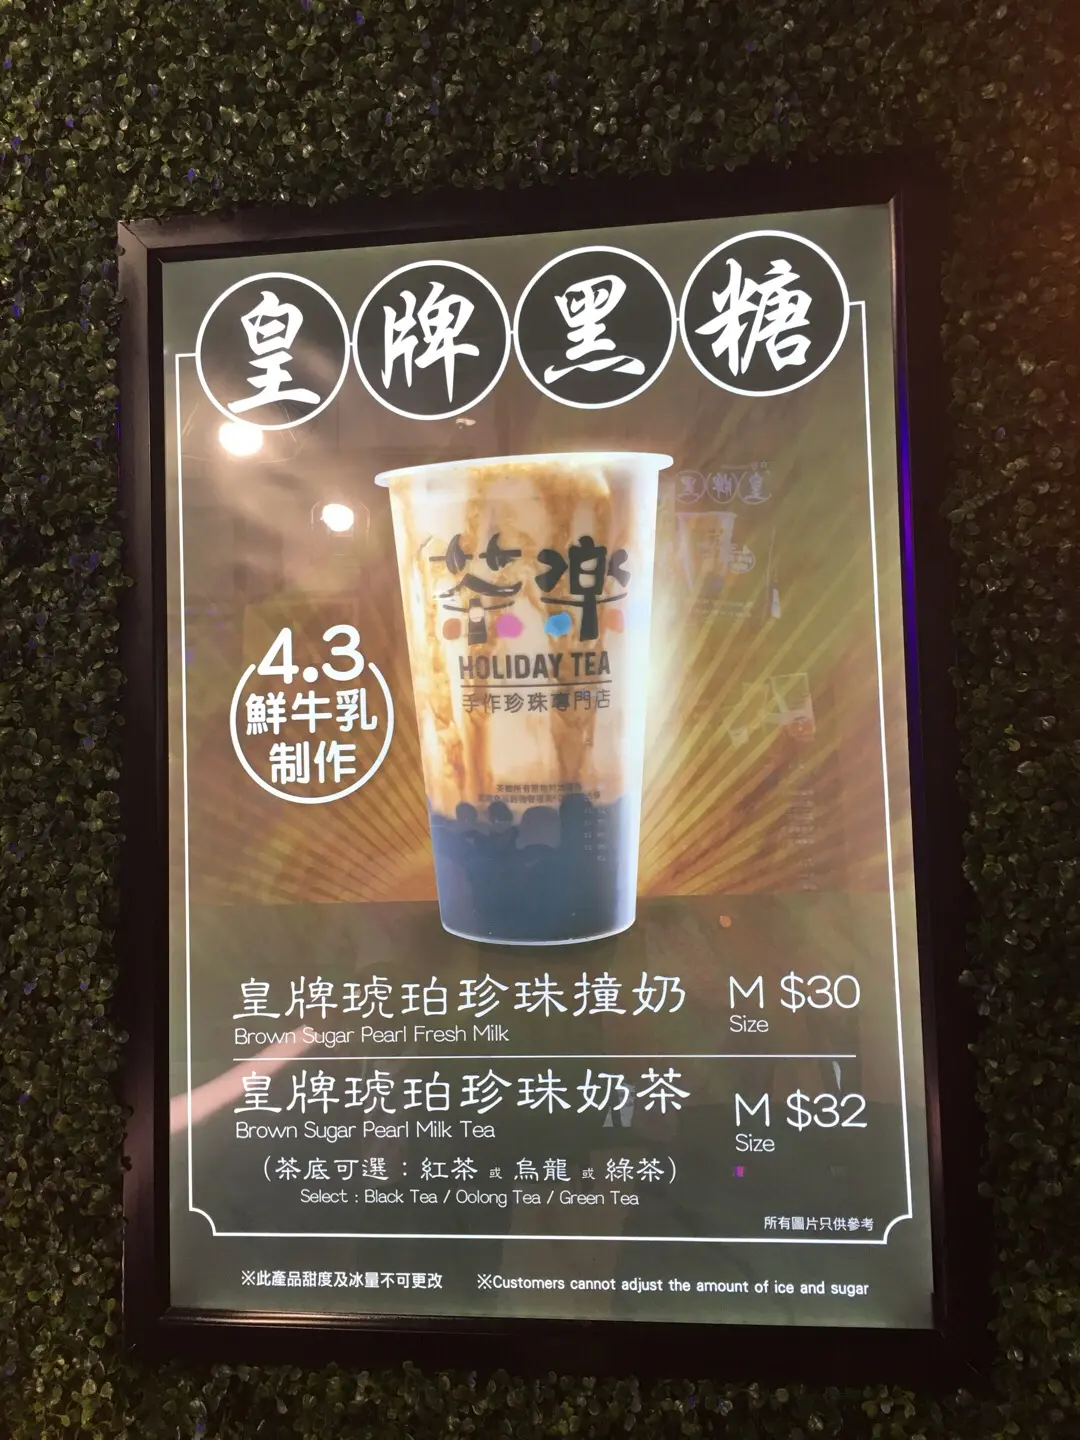 皇牌黑糖
茶樂
HOLIDAY TEA
手作珍珠專門店
4.3
鮮牛乳
制作
皇牌琥珀珍珠撞奶 M $30
Brown Sugar Pearl Fresh Milk Size
皇牌琥珀珍珠奶茶 M $32
Brown Sugar Pearl Milk Tea Size
(茶底可選：紅茶 或 烏龍 或 綠茶)
Select : Black Tea / Oolong Tea / Green Tea
所有圖片只供參考
※此產品甜度及冰量不可更改 ※Customers cannot adjust the amount of ice and sugar